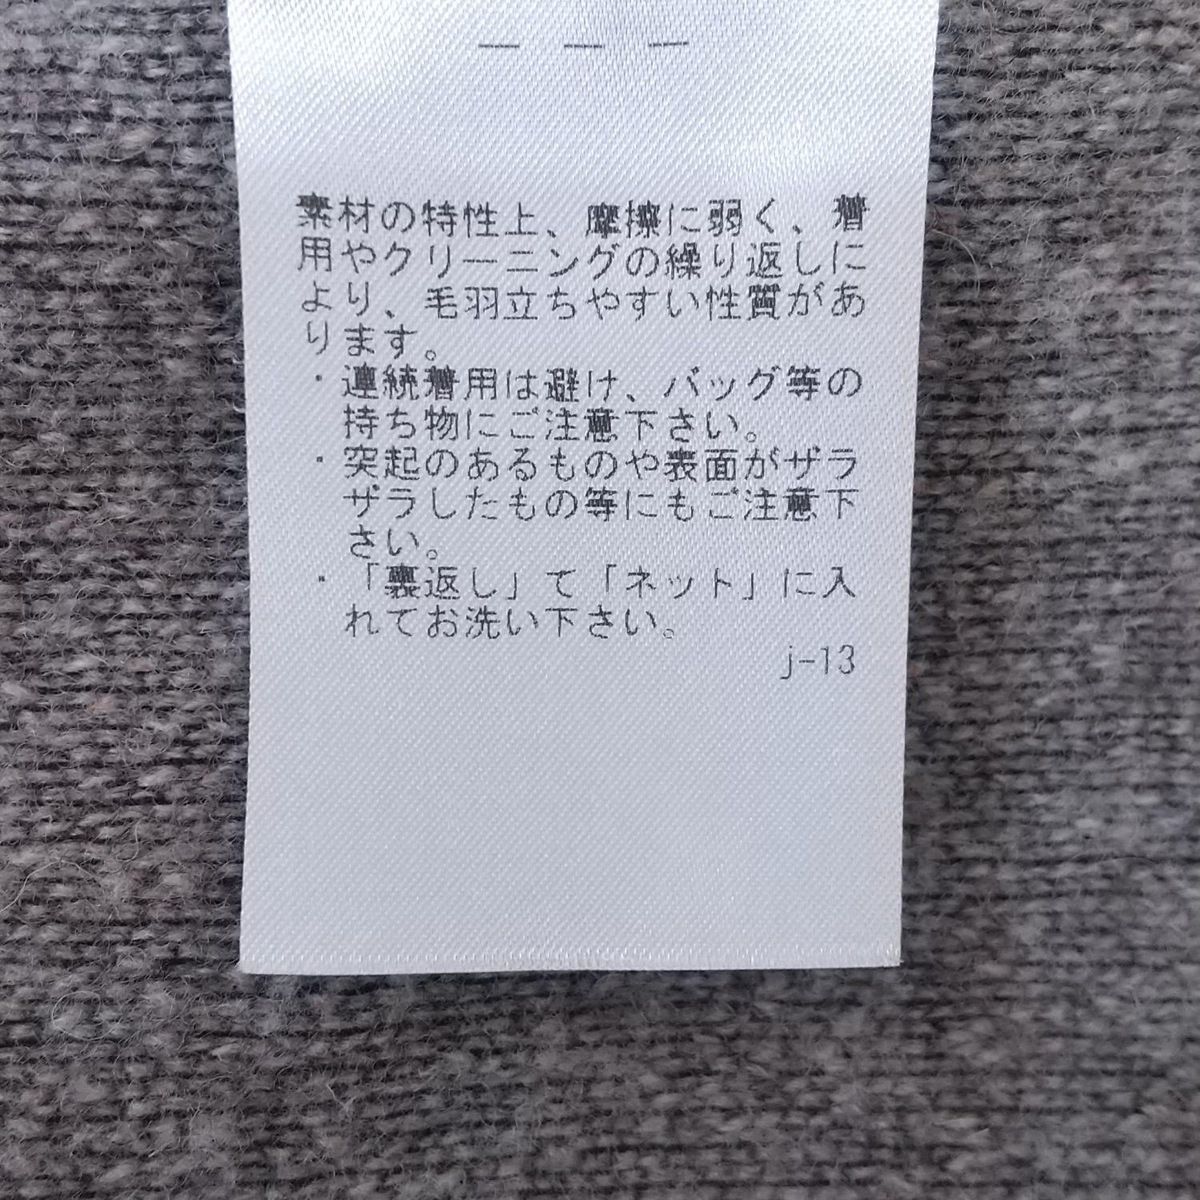 素材の特性上、摩擦に弱く、着
用やクリーニングの繰り返しに
より、毛羽立ちやすい性質があ
ります。
・連続着用は避け、バッグ等の
持ち物にご注意下さい。
・突起のあるものや表面がザラ
ザラしたもの等にもご注意下
さい。
・「裏返し」て「ネット」に入
れてお洗い下さい。
j-13